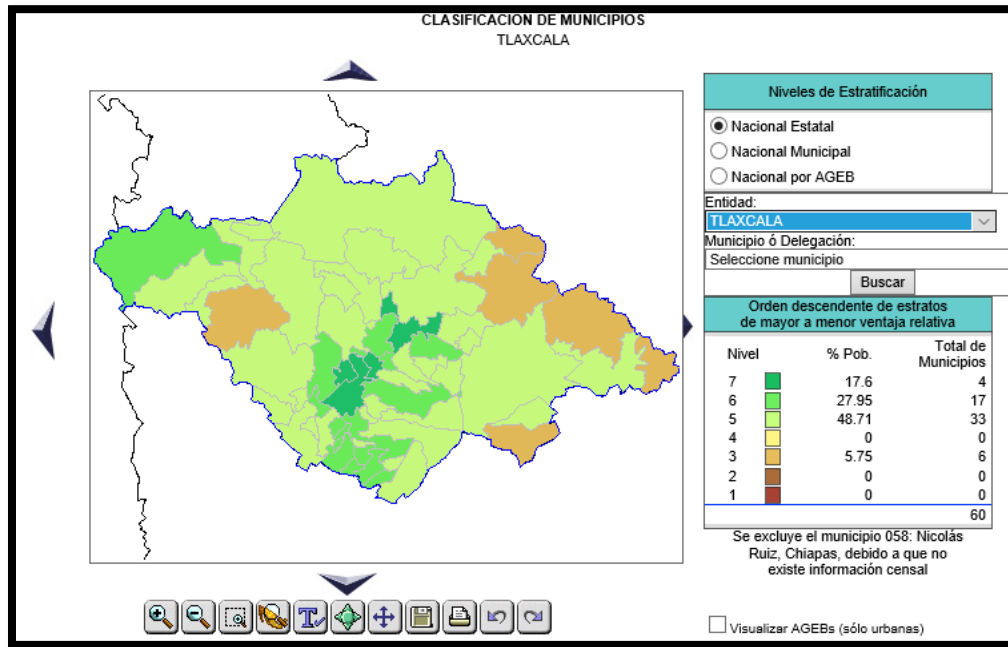 CLASIFICACION DE MUNICIPIOS
TLAXCALA
Niveles de Estratificación
Nacional Estatal
Nacional Municipal
Nacional por AGEB
Entidad:
TLAXCALA
Municipio ó Delegación:
Seleccione municipio
Buscar
Orden descendente de estratos
de mayor a menor ventaja relativa
Nivel % Pob. Total de Municipios
7 17.6 4
6 27.95 17
5 48.71 33
4 0 0
3 5.75 6
2 0 0
1 0 0
60
Se excluye el municipio 058: Nicolás
Ruiz, Chiapas, debido a que no
existe información censal
T
Visualizar AGEBs (sólo urbanas)